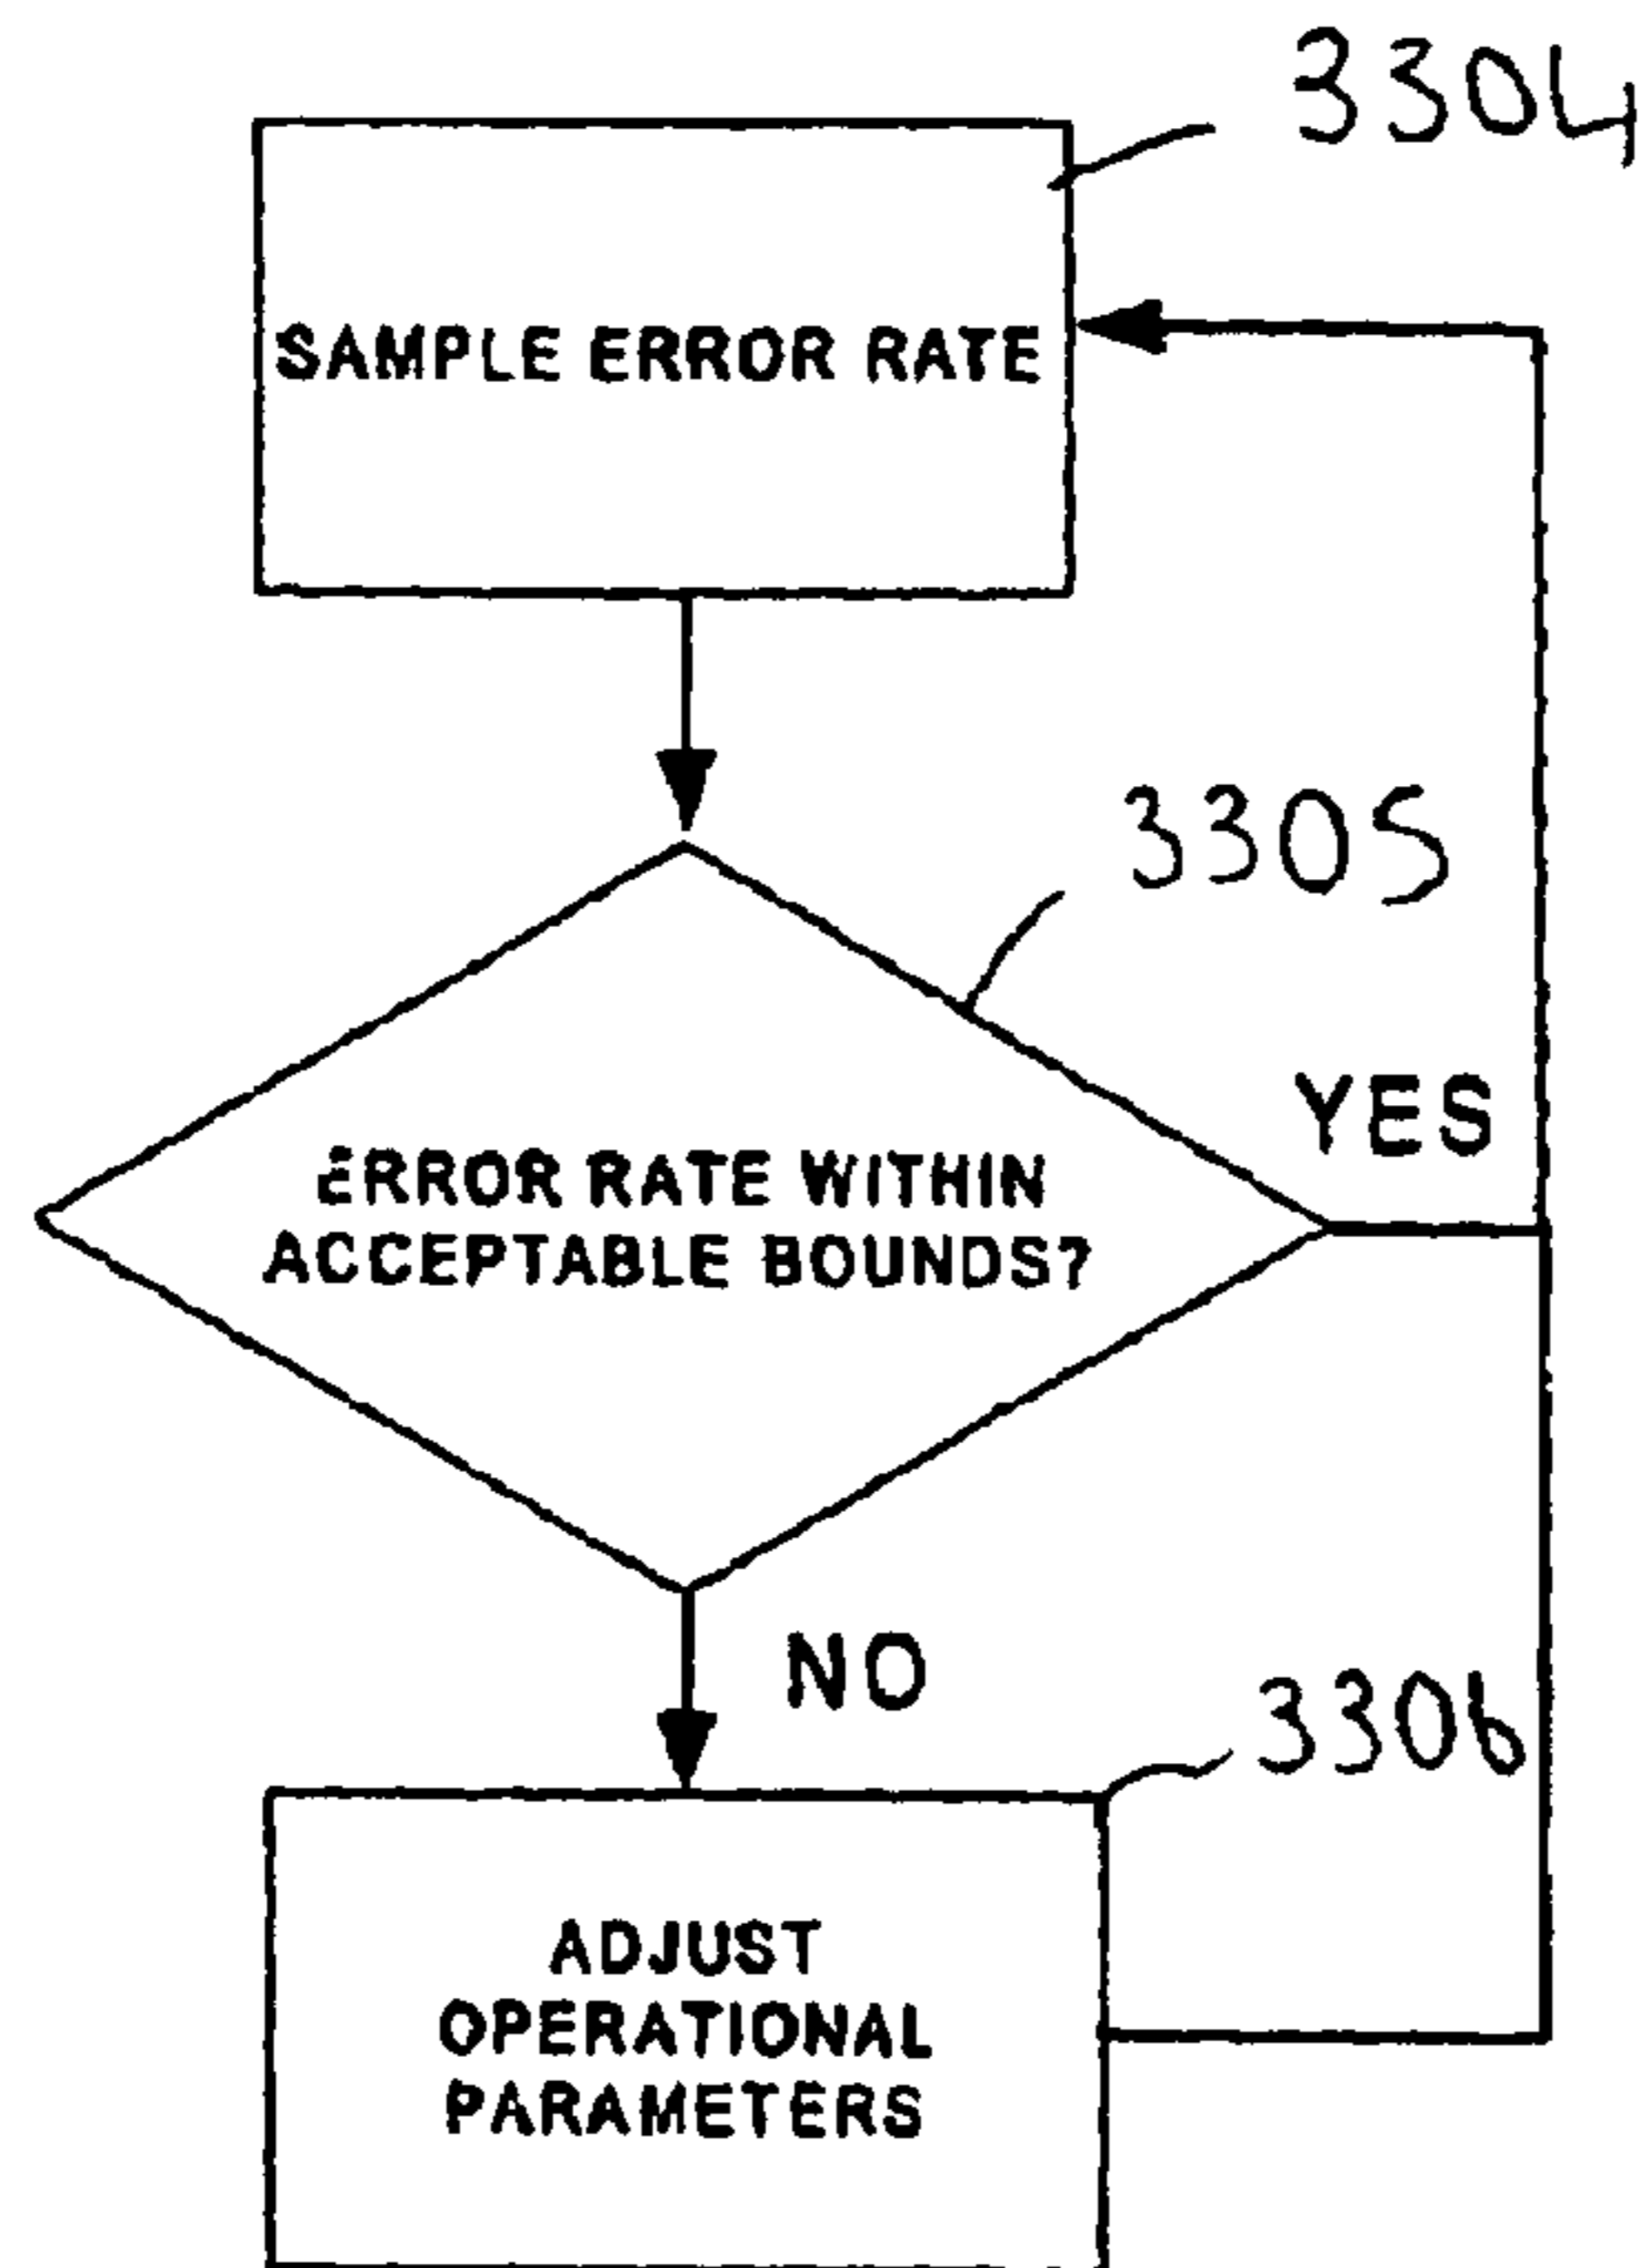 3304
SAMPLE ERROR RATE
3305
YES
ERROR RATE WITHIN
ACCEPTABLE BOUNDS?
NO
3306
ADJUST
OPERATIONAL
PARAMETERS